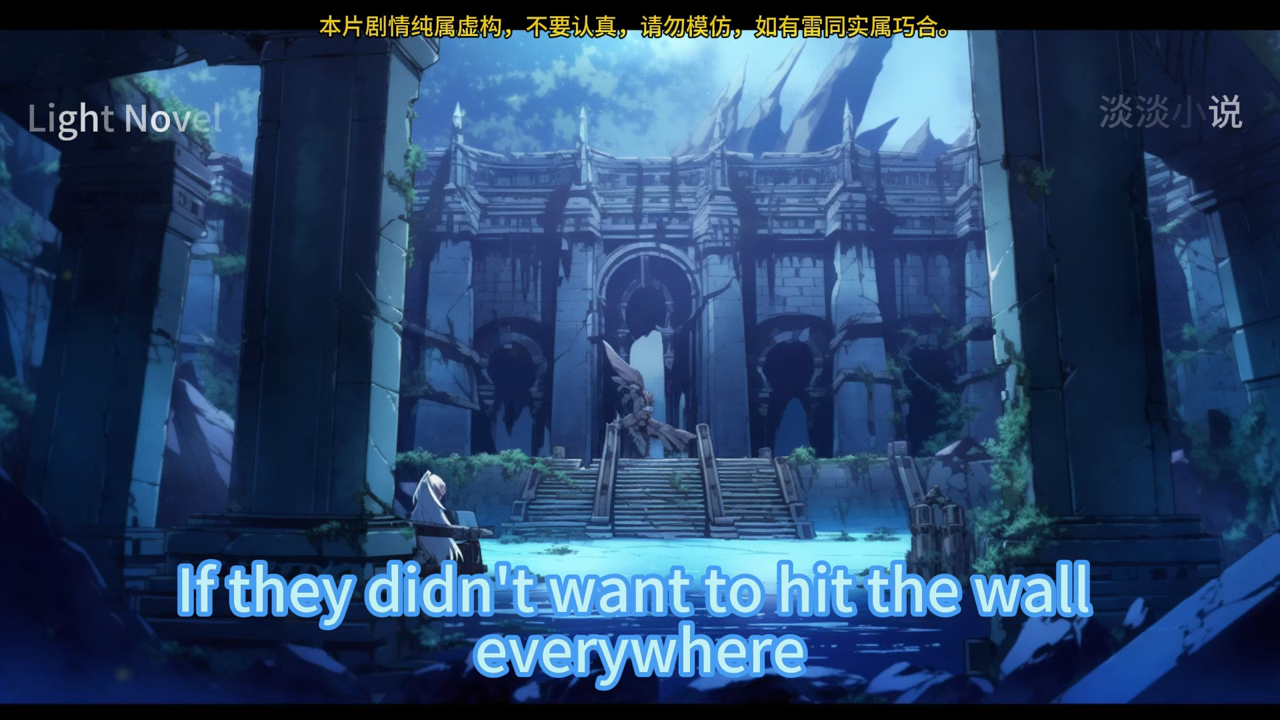 本片剧情纯属虚构，不要认真，请勿模仿，如有雷同实属巧合。
Light Novel
淡淡小说
If they didn't want to hit the wall
everywhere